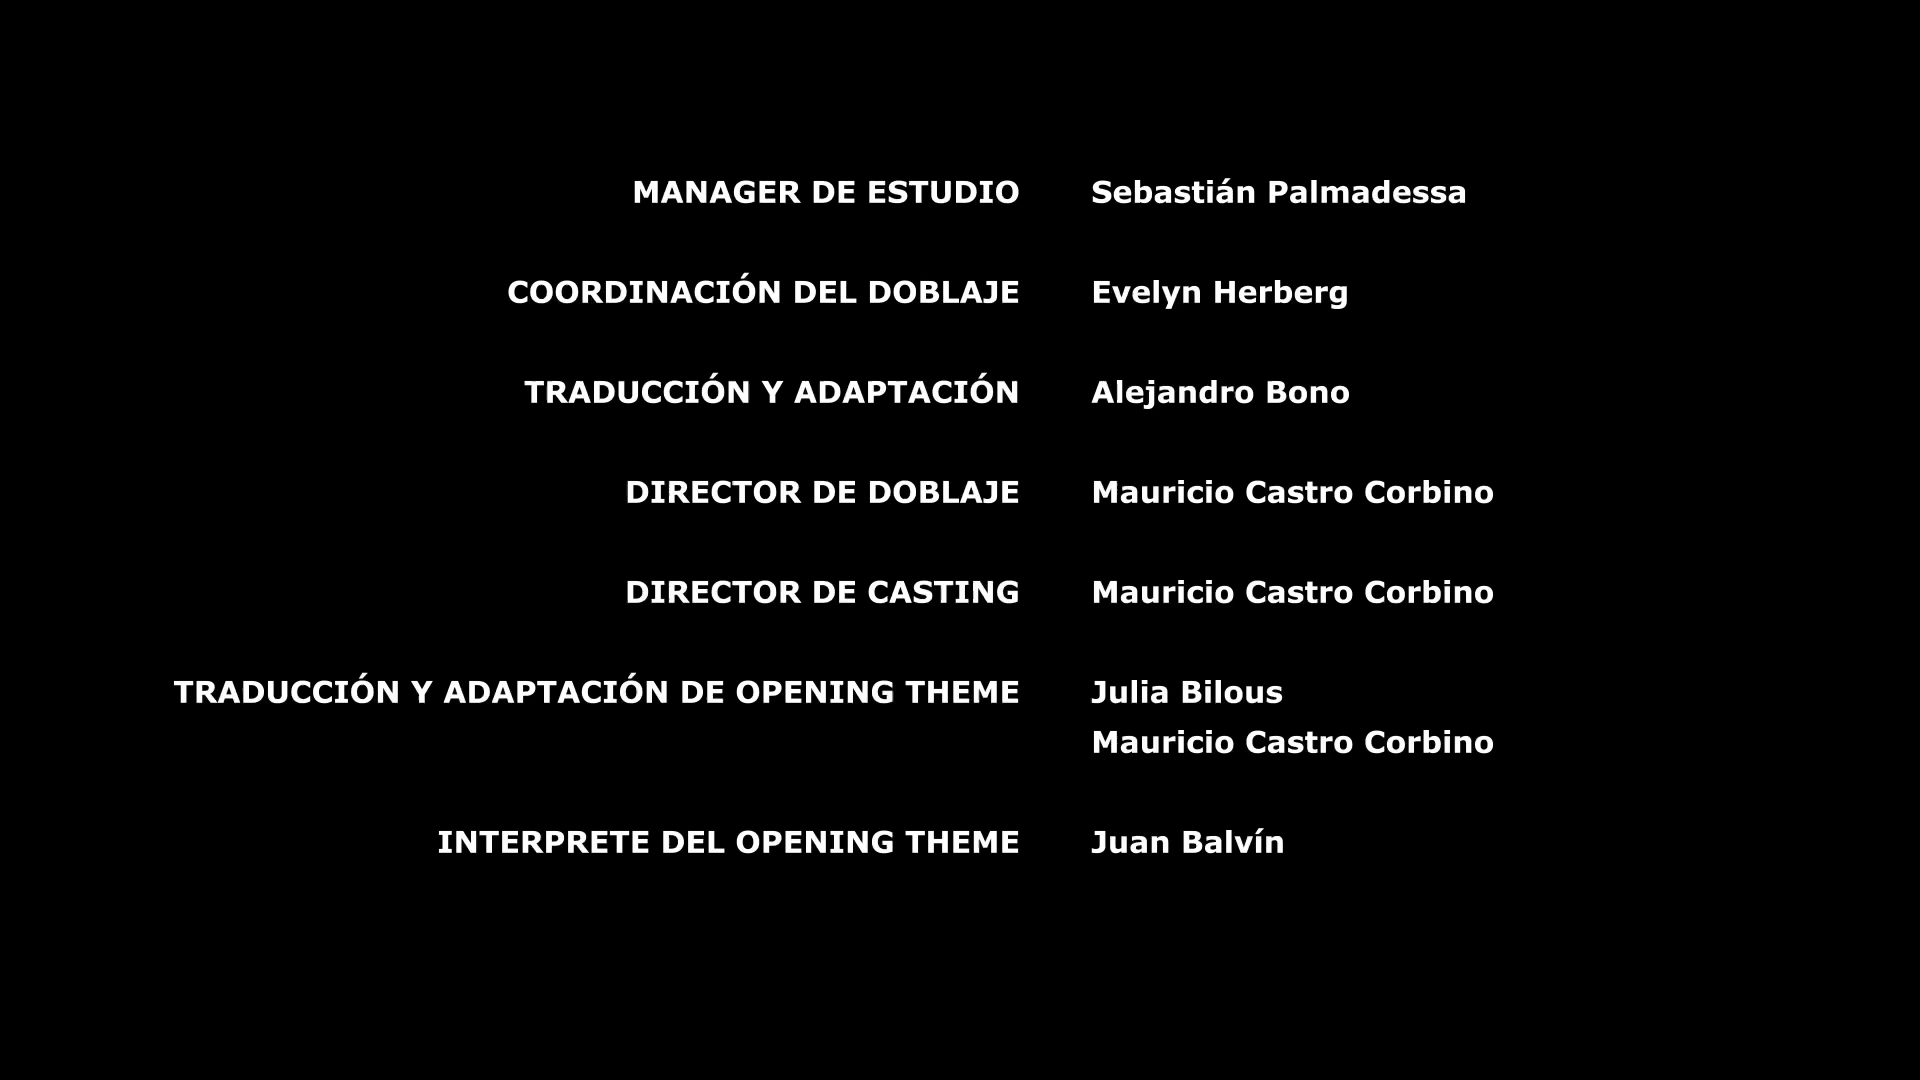 MANAGER DE ESTUDIO Sebastián Palmadessa
COORDINACIÓN DEL DOBLAJE Evelyn Herberg
TRADUCCIÓN Y ADAPTACIÓN Alejandro Bono
DIRECTOR DE DOBLAJE Mauricio Castro Corbino
DIRECTOR DE CASTING Mauricio Castro Corbino
TRADUCCIÓN Y ADAPTACIÓN DE OPENING THEME Julia Bilous
Mauricio Castro Corbino
INTERPRETE DEL OPENING THEME Juan Balvín